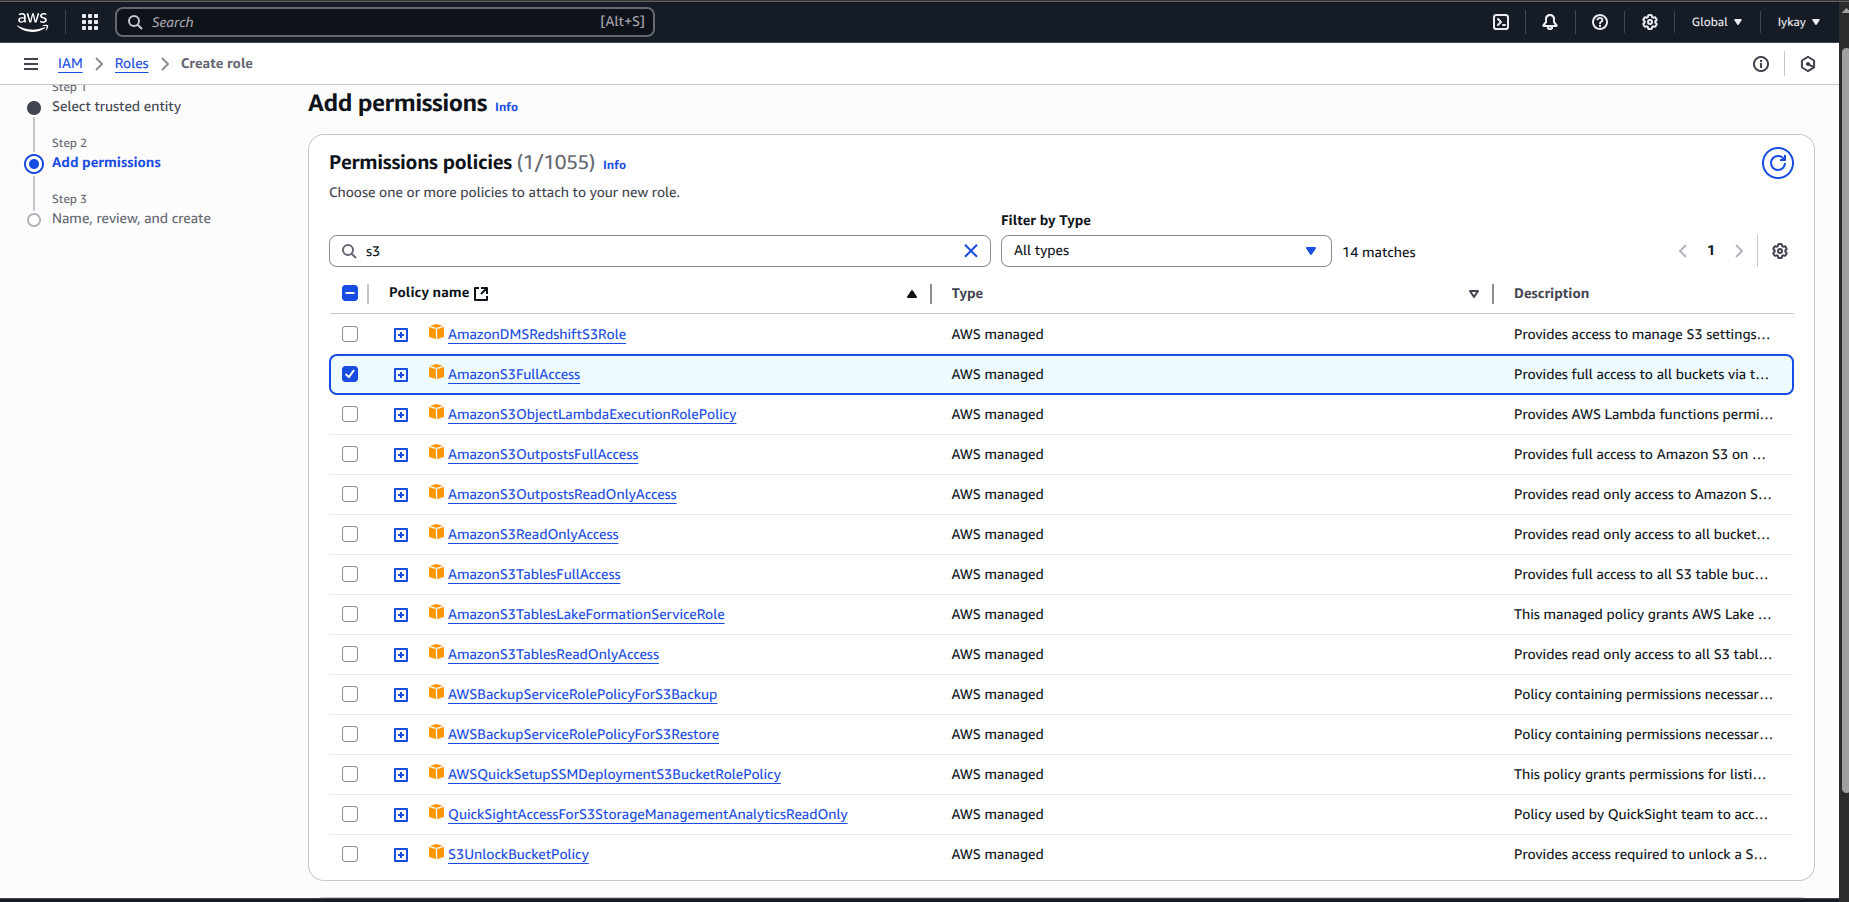 aws
Search [Alt+S]
Global
Iykay
IAM > Roles > Create role
Step 1
Select trusted entity
Step 2
Add permissions
Step 3
Name, review, and create
Add permissions Info
Permissions policies (1/1055) Info
Choose one or more policies to attach to your new role.
Filter by Type
s3
All types
14 matches
1
Policy name Type Description
AmazonDMSRedshiftS3Role AWS managed Provides access to manage S3 settings...
AmazonS3FullAccess AWS managed Provides full access to all buckets via t...
AmazonS3ObjectLambdaExecutionRolePolicy AWS managed Provides AWS Lambda functions permi...
AmazonS3OutpostsFullAccess AWS managed Provides full access to Amazon S3 on ...
AmazonS3OutpostsReadOnlyAccess AWS managed Provides read only access to Amazon S...
AmazonS3ReadOnlyAccess AWS managed Provides read only access to all bucket...
AmazonS3TablesFullAccess AWS managed Provides full access to all S3 table buc...
AmazonS3TablesLakeFormationServiceRole AWS managed This managed policy grants AWS Lake ...
AmazonS3TablesReadOnlyAccess AWS managed Provides read only access to all S3 tabl...
AWSBackupServiceRolePolicyForS3Backup AWS managed Policy containing permissions necessar...
AWSBackupServiceRolePolicyForS3Restore AWS managed Policy containing permissions necessar...
AWSQuickSetupSSMDeploymentS3BucketRolePolicy AWS managed This policy grants permissions for listi...
QuickSightAccessForS3StorageManagementAnalyticsReadOnly AWS managed Policy used by QuickSight team to acc...
S3UnlockBucketPolicy AWS managed Provides access required to unlock a S...